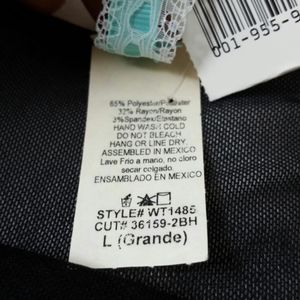 001-955-9
65% Polyester/Poliester
32% Rayon/Rayon
3%Spandex/Elastano
HAND WASH COLD
DO NOT BLEACH
HANG OR LINE DRY.
ASSEMBLED IN MEXICO
Lave Frio a mano, no cloro
secar colgado.
ENSAMBLADO EN MEXICO
STYLE# WT1485
CUT# 36159-2BH
L (Grande)